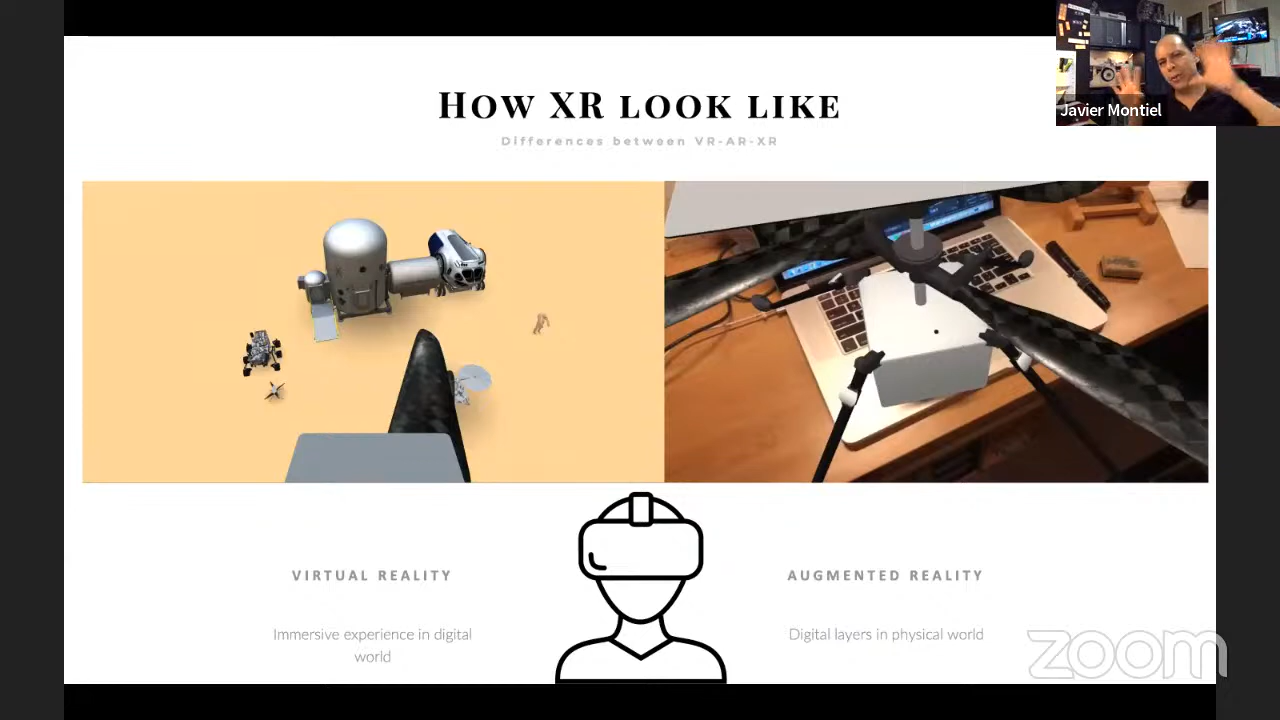 How XR look like
Differences between VR-AR-XR
Javier Montiel
VIRTUAL REALITY
AUGMENTED REALITY
Immersive experience in digital
world
Digital layers in physical world
zoom